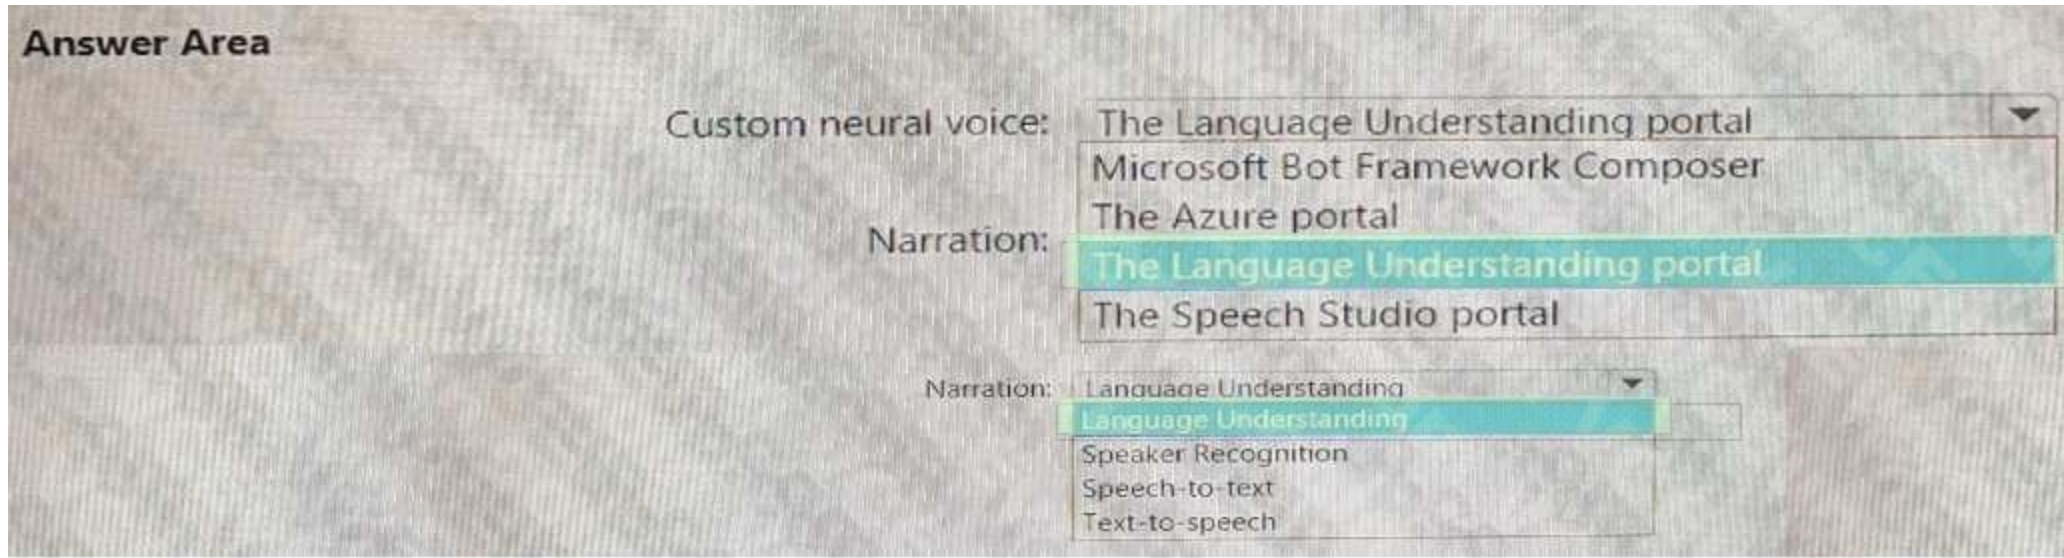 Answer Area
Custom neural voice: The Language Understanding portal
Microsoft Bot Framework Composer
The Azure portal
Narration:
The Language Understanding portal
The Speech Studio portal
Narration: Language Understanding
Language Understanding
Speaker Recognition
Speech-to-text
Text-to-speech